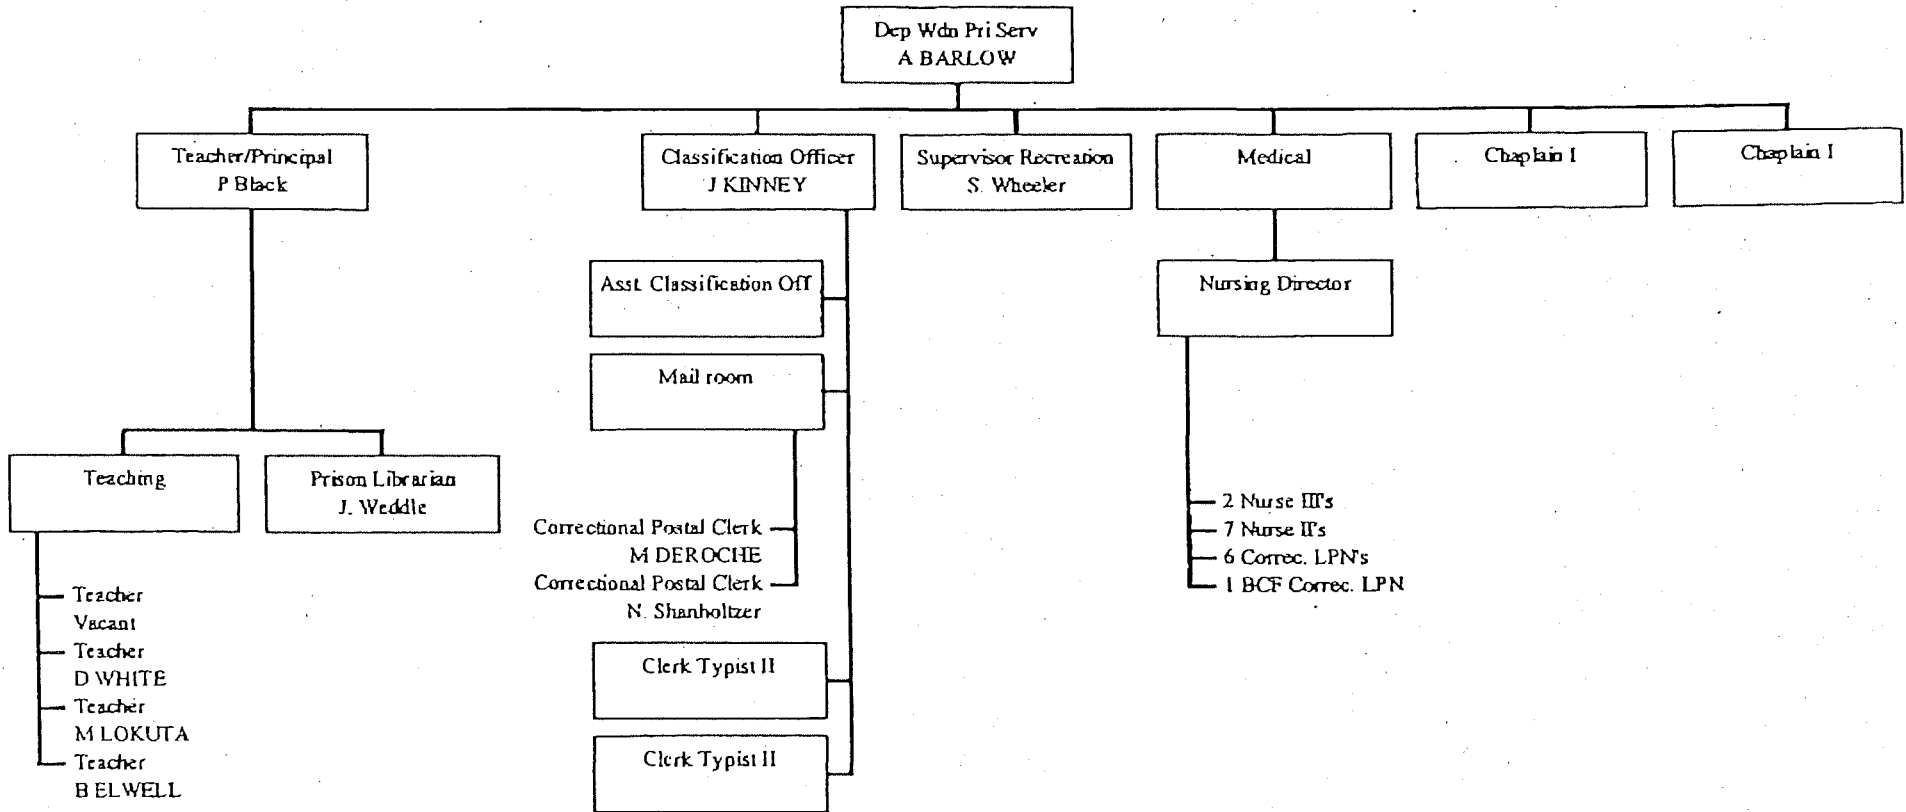 Dep Wdn Pri Serv
A BARLOW
Teacher/Principal
P Black
Classification Officer
J KINNEY
Supervisor Recreation
S. Wheeler
Medical
Chaplain I
Chaplain I
Asst. Classification Off
Nursing Director
Mail room
Teaching
Prison Librarian
J. Weddle
Correctional Postal Clerk
M DEROCHE
Correctional Postal Clerk
N. Shanholtzer
2 Nurse III's
7 Nurse II's
6 Correc. LPN's
1 BCF Correc. LPN
Teacher
Vacant
Teacher
D WHITE
Teacher
M LOKUTA
Teacher
B ELWELL
Clerk Typist II
Clerk Typist II